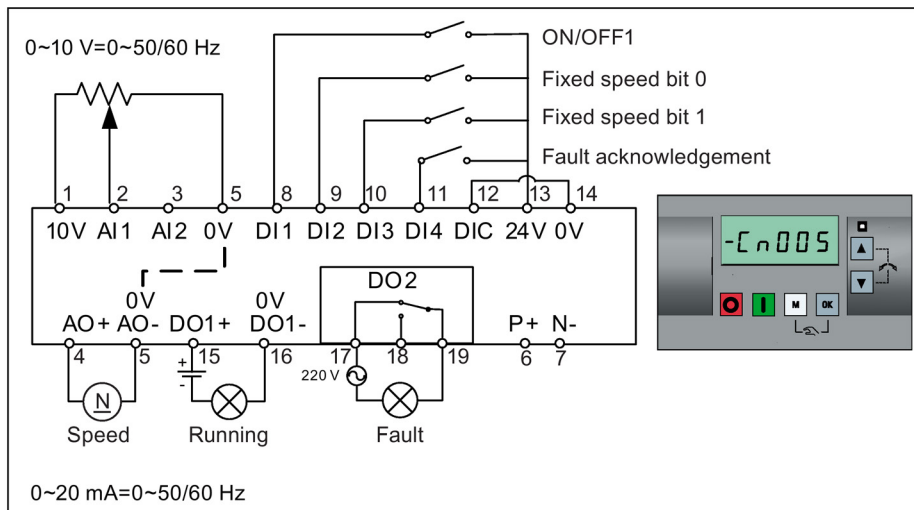 0~10 V=0~50/60 Hz
ON/OFF1
Fixed speed bit 0
Fixed speed bit 1
Fault acknowledgement
1 2 3 5 8 9 10 11 12 13 14
10V AI1 AI2 0V DI1 DI2 DI3 DI4 DIC 24V 0V
-Cn005
M OK
DO2
0V 0V
AO+ AO- DO1+ DO1- P+ N-
4 5 15 16 17 18 19 6 7
+
-
220 V
N
Speed Running Fault
0~20 mA=0~50/60 Hz